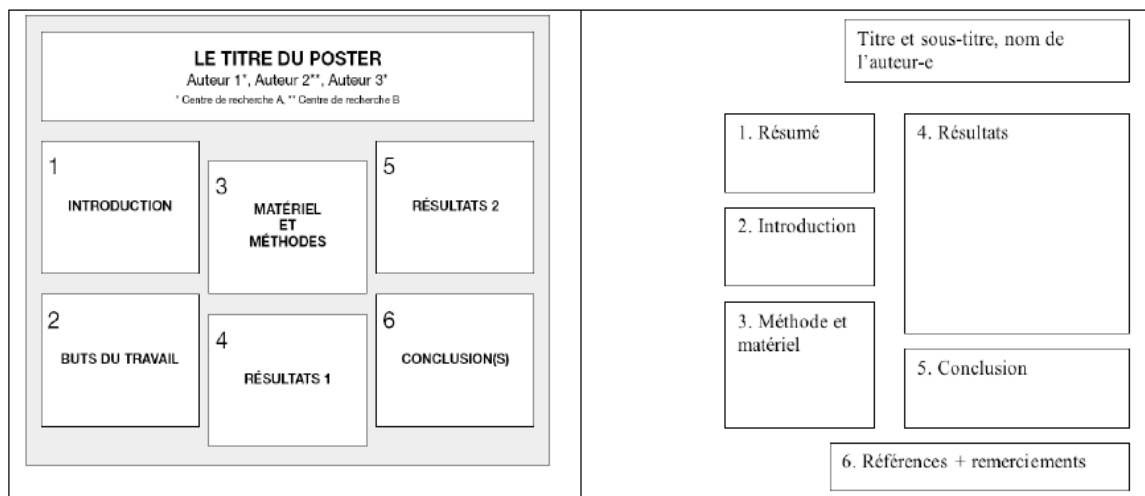 LE TITRE DU POSTER
Auteur 1*, Auteur 2**, Auteur 3*
* Centre de recherche A, ** Centre de recherche B
1
INTRODUCTION
2
BUTS DU TRAVAIL
3
MATÉRIEL
ET
MÉTHODES
4
RÉSULTATS 1
5
RÉSULTATS 2
6
CONCLUSION(S)
Titre et sous-titre, nom de
l'auteur-e
1. Résumé
2. Introduction
3. Méthode et
matériel
4. Résultats
5. Conclusion
6. Références + remerciements